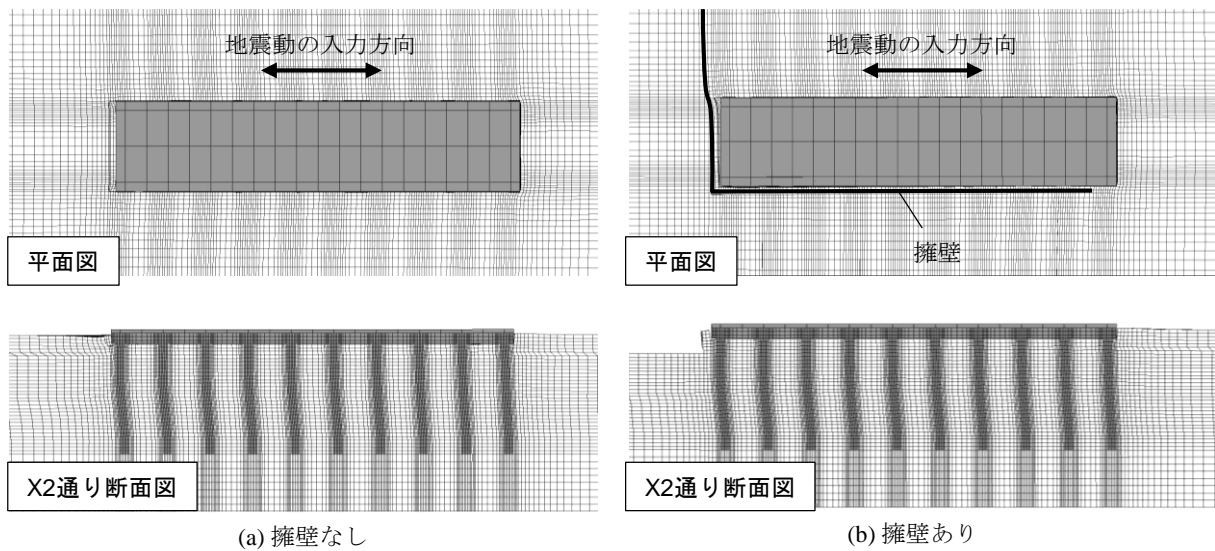 地震動の入力方向
平面図
X2通り断面図
(a) 擁壁なし
地震動の入力方向
擁壁
平面図
X2通り断面図
(b) 擁壁あり